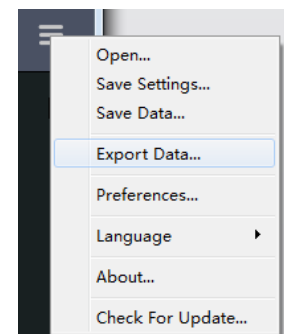 Open...
Save Settings...
Save Data...
Export Data...
Preferences...
Language
About...
Check For Update...